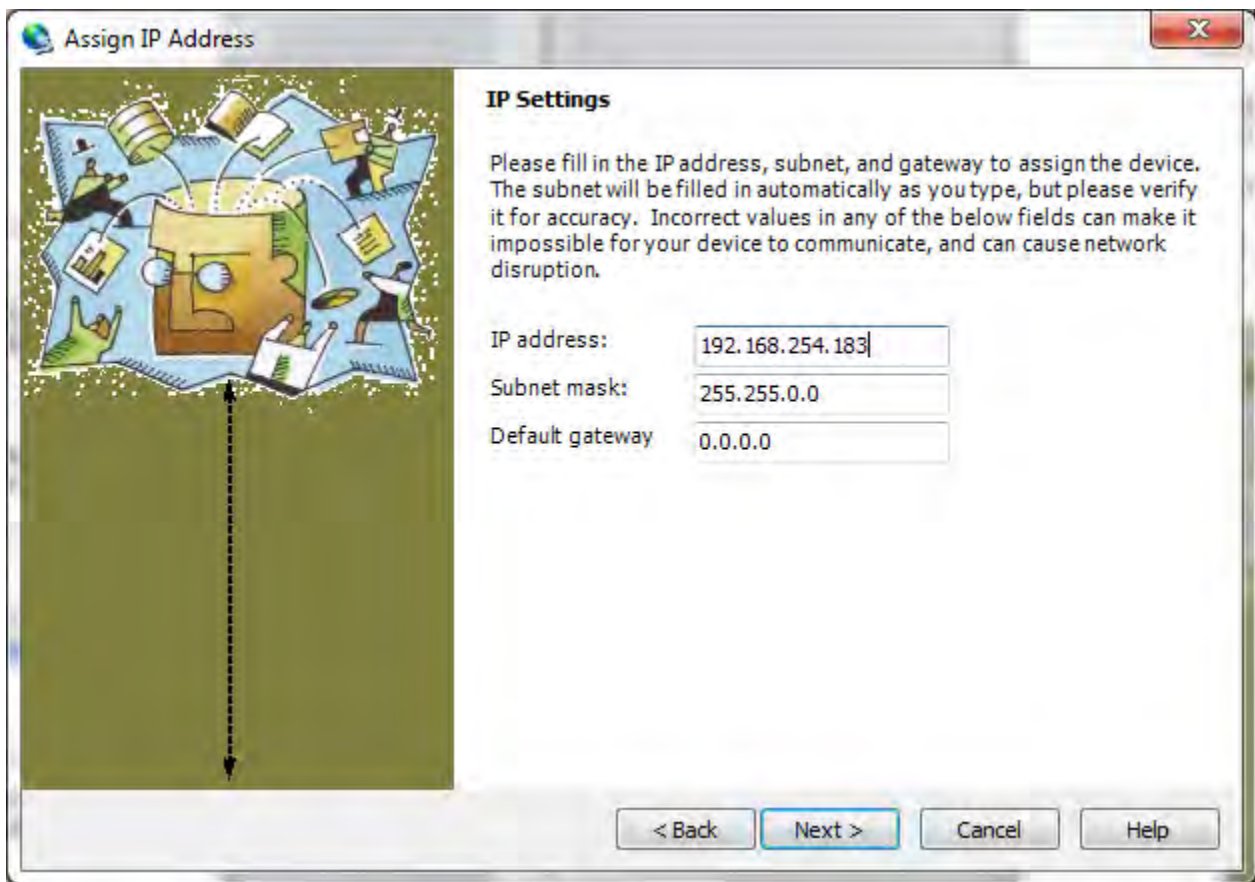 Assign IP Address
IP Settings
Please fill in the IP address, subnet, and gateway to assign the device.
The subnet will be filled in automatically as you type, but please verify
it for accuracy. Incorrect values in any of the below fields can make it
impossible for your device to communicate, and can cause network
disruption.
IP address: 192.168.254.183
Subnet mask: 255.255.0.0
Default gateway 0.0.0.0
< Back Next > Cancel Help